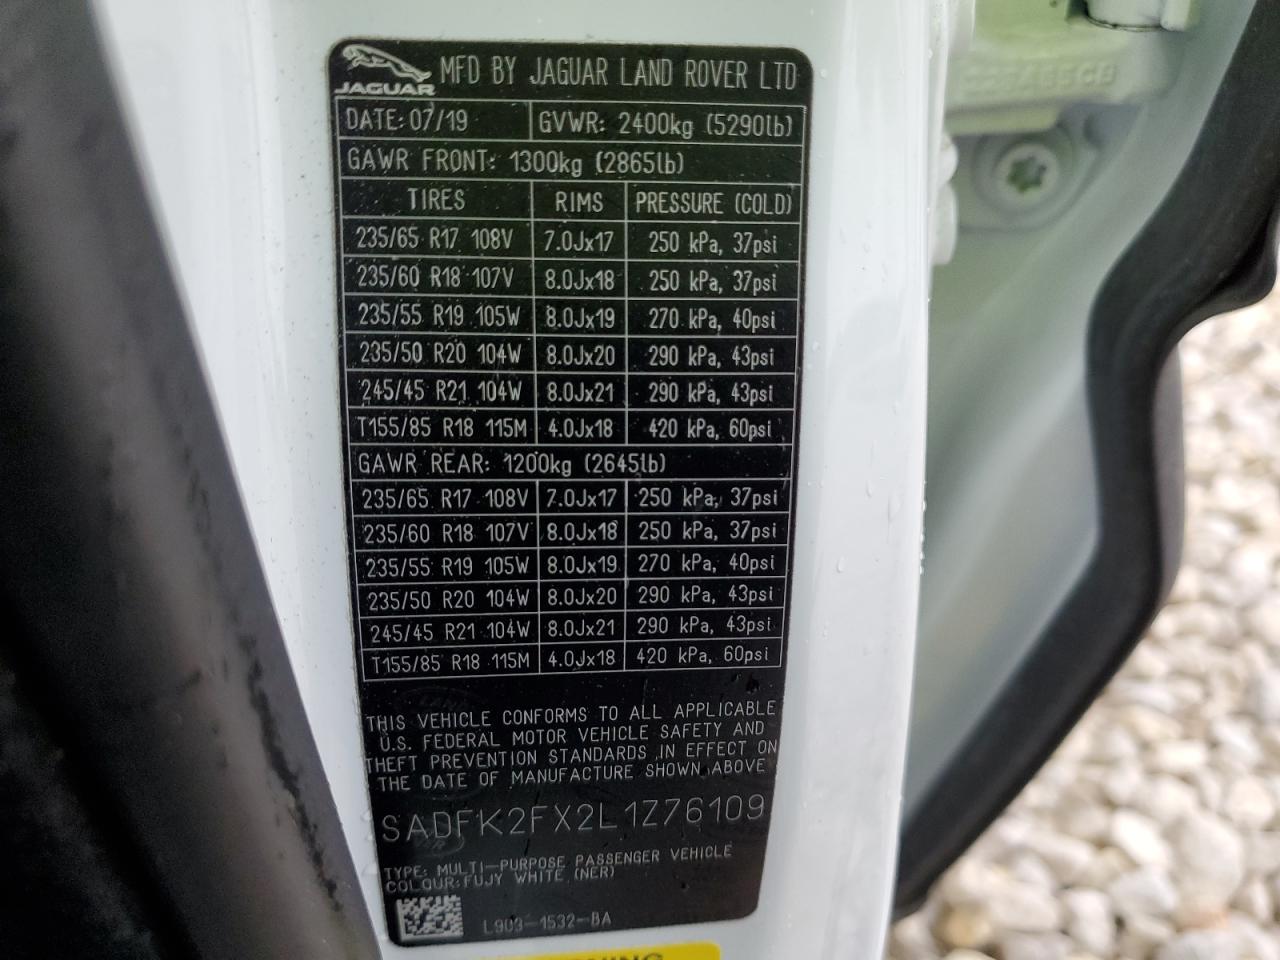 JAGUAR MFD BY JAGUAR LAND ROVER LTD
DATE: 07/19 GVWR: 2400kg (5290lb)
GAWR FRONT: 1300kg (2865lb)
TIRES RIMS PRESSURE (COLD)
235/65 R17 108V 7.0Jx17 250 kPa, 37psi
235/60 R18 107V 8.0Jx18 250 kPa, 37psi
235/55 R19 105W 8.0Jx19 270 kPa, 40psi
235/50 R20 104W 8.0Jx20 290 kPa, 43psi
245/45 R21 104W 8.0Jx21 290 kPa, 43psi
T155/85 R18 115M 4.0Jx18 420 kPa, 60psi
GAWR REAR: 1200kg (2645lb)
235/65 R17 108V 7.0Jx17 250 kPa, 37psi
235/60 R18 107V 8.0Jx18 250 kPa, 37psi
235/55 R19 105W 8.0Jx19 270 kPa, 40psi
235/50 R20 104W 8.0Jx20 290 kPa, 43psi
245/45 R21 104W 8.0Jx21 290 kPa, 43psi
T155/85 R18 115M 4.0Jx18 420 kPa, 60psi
THIS VEHICLE CONFORMS TO ALL APPLICABLE
U.S. FEDERAL MOTOR VEHICLE SAFETY AND
THEFT PREVENTION STANDARDS IN EFFECT ON
THE DATE OF MANUFACTURE SHOWN ABOVE
SADFK2FX2L1Z76109
TYPE: MULTI-PURPOSE PASSENGER VEHICLE
COLOUR: FUJY WHITE (NER)
L9U3-1532-BA